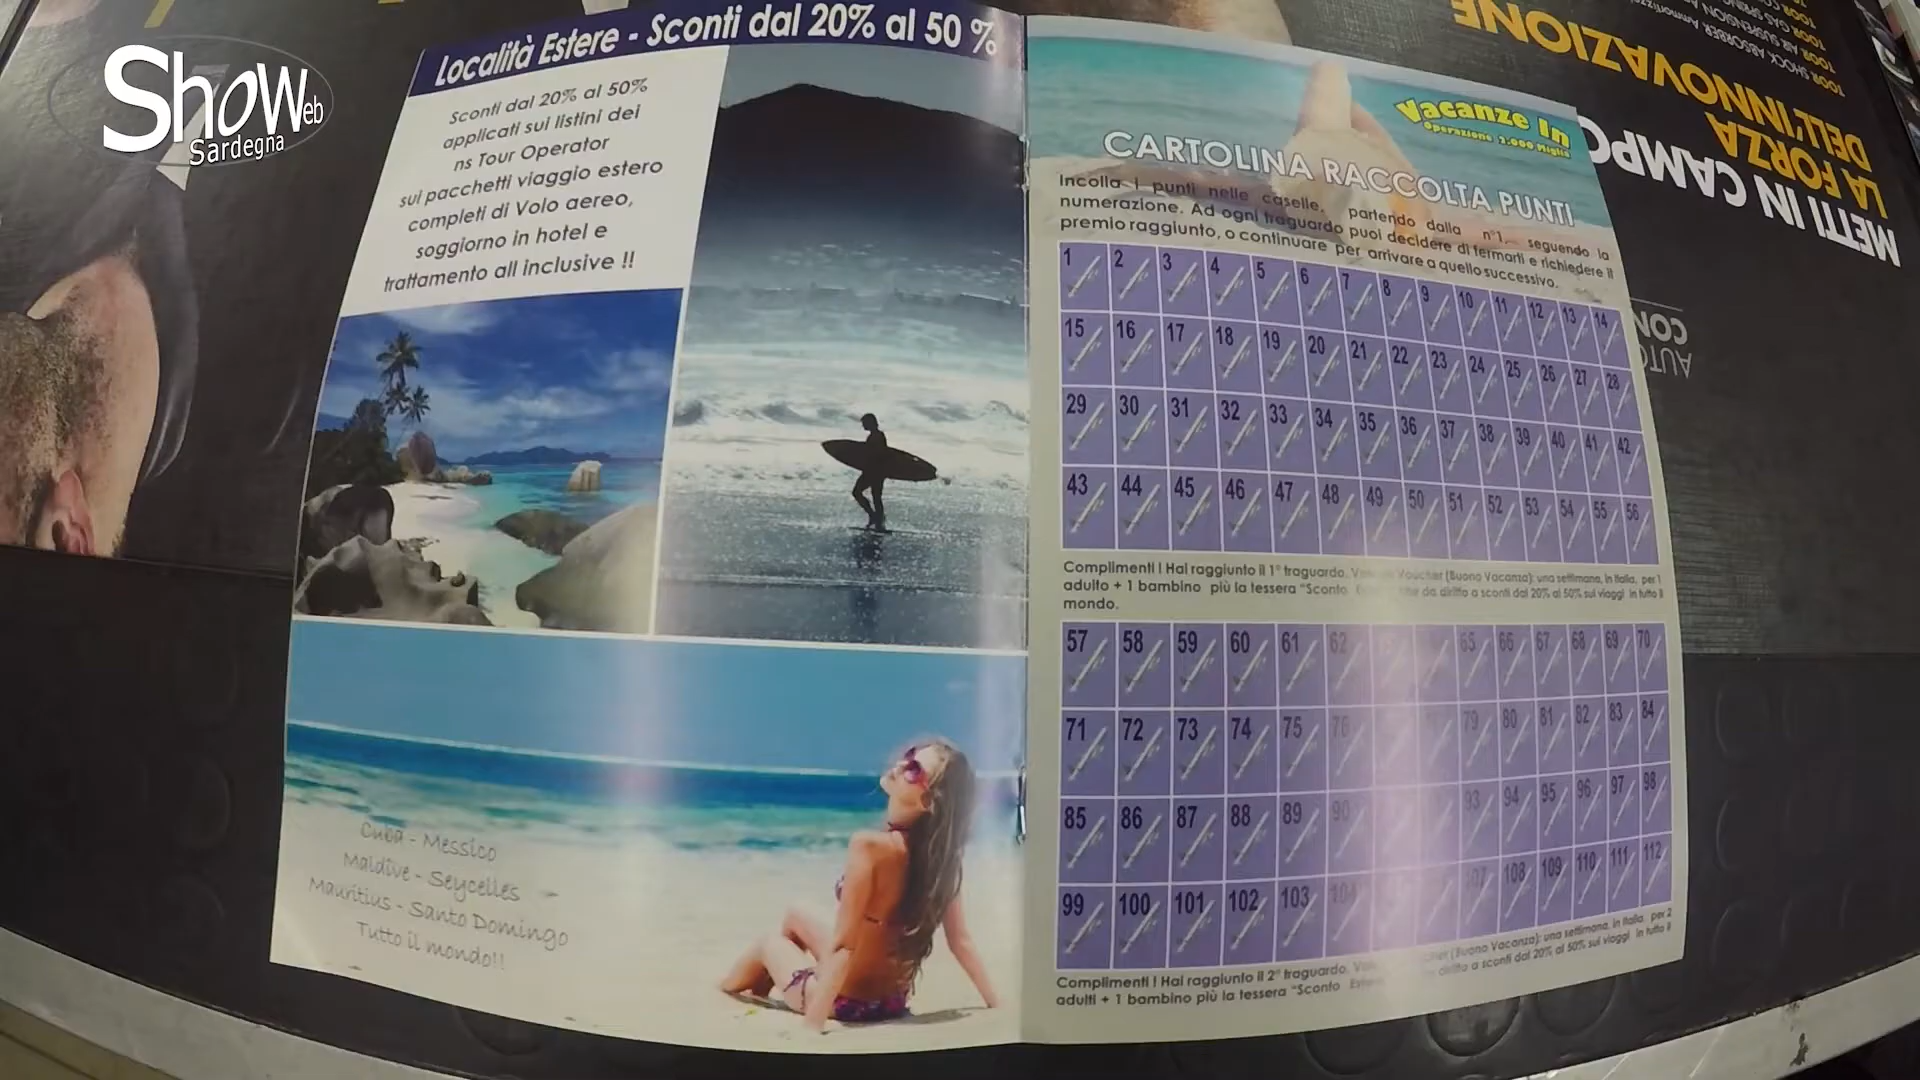 Show
Web
Sardegna
Località Estere - Sconti dal 20% al 50 %
Sconti dal 20% al 50%
applicati sui listini dei
ns Tour Operator
sui pacchetti viaggio estero
completi di Volo aereo,
soggiorno in hotel e
trattamento all inclusive !!
Cuba - Messico
Maldive - Seycelles
Mauritius - Santo Domingo
Tutto il mondo!!
Vacanze In
Operazione 2.000 Miglia
CARTOLINA RACCOLTA PUNTI
Incolla i punti nelle caselle, partendo dalla n°1, seguendo la
numerazione. Ad ogni traguardo puoi decidere di fermarti e richiedere il
premio raggiunto, o continuare per arrivare a quello successivo.
1 2 3 4 5 6 7 8 9 10 11 12 13 14
15 16 17 18 19 20 21 22 23 24 25 26 27 28
29 30 31 32 33 34 35 36 37 38 39 40 41 42
43 44 45 46 47 48 49 50 51 52 53 54 55 56
Complimenti ! Hai raggiunto il 1° traguardo. Voucher (Buono Vacanza): una settimana, in Italia, per 1
adulto + 1 bambino più la tessera "Sconto che da diritto a sconti dal 20% al 50% sui viaggi in tutto il
mondo.
57 58 59 60 61 62 65 66 67 68 69 70
71 72 73 74 75 76 79 80 81 82 83 84
85 86 87 88 89 90 93 94 95 96 97 98
99 100 101 102 103 104 107 108 109 110 111 112
Complimenti ! Hai raggiunto il 2° traguardo. (Buono Vacanza): una settimana, in Italia, per 2
adulti + 1 bambino più la tessera "Sconto diritto a sconti dal 20% al 50% sui viaggi in tutto il
METTI IN CAMPO
LA FORZA
DELL'INNOVAZIONE
TOOR SHOCK ABSORBER
TOOR AIR SUSPENSION
TOOR GAS SPRING